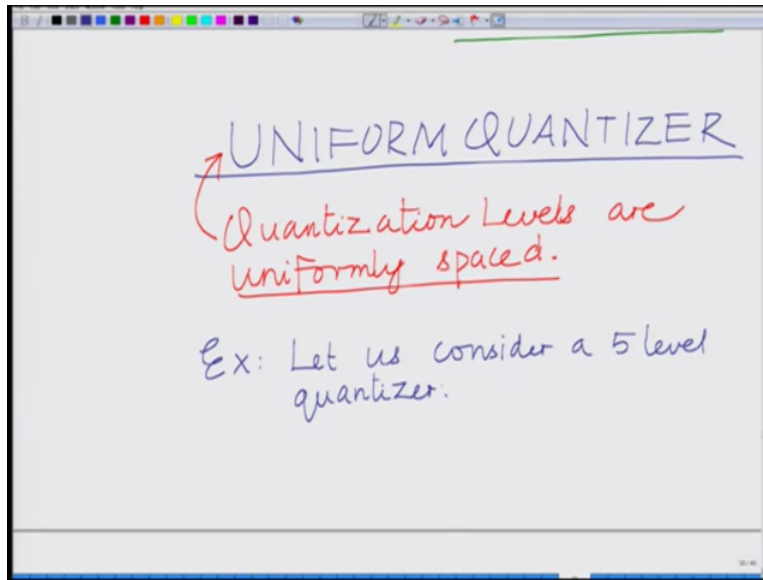 UNIFORM QUANTIZER
Quantization Levels are
uniformly spaced.
Ex: Let us consider a 5 level
quantizer.